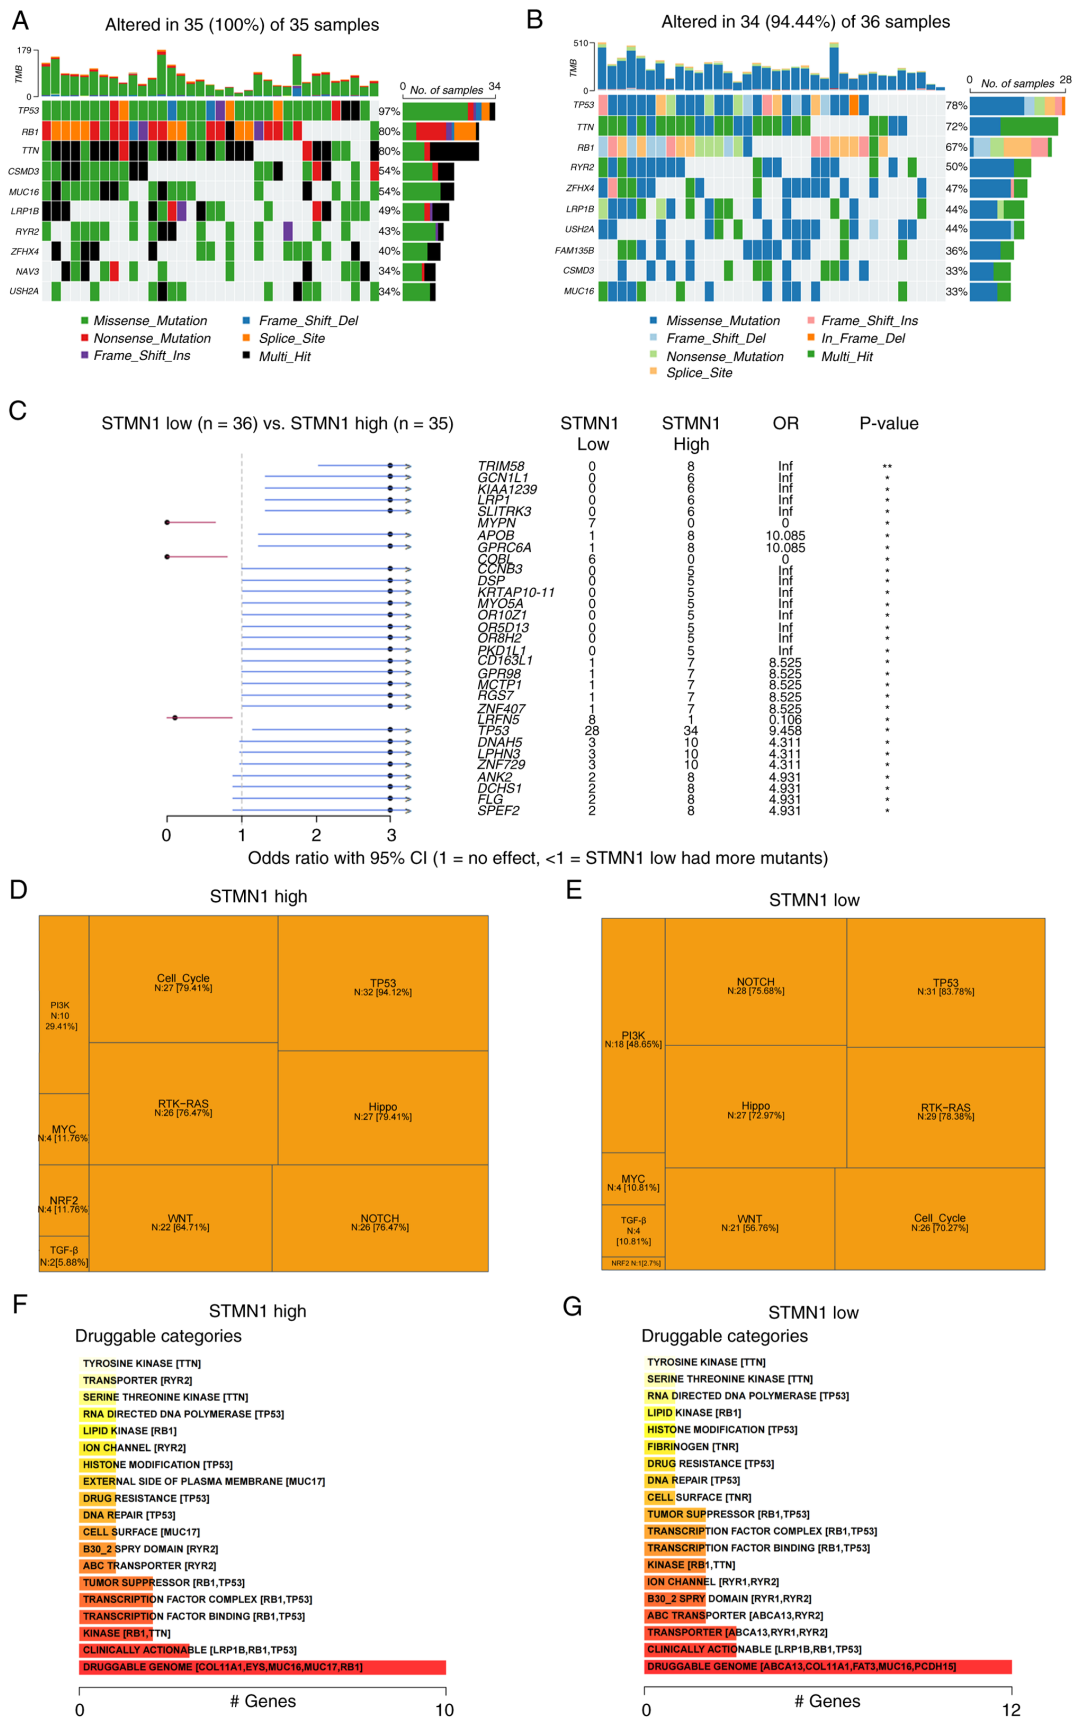 A
Altered in 35 (100%) of 35 samples
179
TMB
0
0
No. of samples
34
TP53 97%
RB1 80%
TTN 80%
CSMD3 54%
MUC16 54%
LRP1B 49%
RYR2 43%
ZFHX4 40%
NAV3 34%
USH2A 34%
Missense_Mutation
Nonsense_Mutation
Frame_Shift_Ins
Frame_Shift_Del
Splice_Site
Multi_Hit
B
Altered in 34 (94.44%) of 36 samples
510
TMB
0
0
No. of samples
28
TP53 78%
TTN 72%
RB1 67%
RYR2 50%
ZFHX4 47%
LRP1B 44%
USH2A 44%
FAM135B 36%
CSMD3 33%
MUC16 33%
Missense_Mutation
Frame_Shift_Del
Nonsense_Mutation
Splice_Site
Frame_Shift_Ins
In_Frame_Del
Multi_Hit
C
STMN1 low (n = 36) vs. STMN1 high (n = 35)
STMN1 Low
STMN1 High
OR
P-value
TRIM58 0 8 Inf **
GCN1L1 0 6 Inf *
KIAA1239 0 6 Inf *
LRP1 0 6 Inf *
SLITRK3 0 6 Inf *
MYPN 7 0 0 *
APOB 1 8 10.085 *
GPRC6A 1 8 10.085 *
COBL 6 0 0 *
CCNB3 0 5 Inf *
DSP 0 5 Inf *
KRTAP10-11 0 5 Inf *
MYO5A 0 5 Inf *
OR10Z1 0 5 Inf *
OR5D13 0 5 Inf *
OR8H2 0 5 Inf *
PKD1L1 0 5 Inf *
CD163L1 1 7 8.525 *
GPR98 1 7 8.525 *
MCTP1 1 7 8.525 *
RGS7 1 7 8.525 *
ZNF407 1 7 8.525 *
LRFN5 8 1 0.106 *
TP53 28 34 9.458 *
DNAH5 3 10 4.311 *
LPHN3 3 10 4.311 *
ZNF729 3 10 4.311 *
ANK2 2 8 4.931 *
DCHS1 2 8 4.931 *
FLG 2 8 4.931 *
SPEF2 2 8 4.931 *
0 1 2 3
Odds ratio with 95% CI (1 = no effect, <1 = STMN1 low had more mutants)
D
STMN1 high
PI3K
N:10
29.41%]
MYC
N:4 [11.76%
NRF2
N:4 [11.76%
TGF-β
N:2[5.88%]
Cell_Cycle
N:27 [79.41%]
RTK−RAS
N:26 [76.47%]
WNT
N:22 [64.71%]
TP53
N:32 [94.12%]
Hippo
N:27 [79.41%]
NOTCH
N:26 [76.47%]
E
STMN1 low
PI3K
N:18 [48.65%]
MYC
N:4 [10.81%]
TGF-β
N:4
[10.81%]
NRF2 N:1[2.7%]
NOTCH
N:28 [75.68%]
Hippo
N:27 [72.97%]
WNT
N:21 [56.76%]
TP53
N:31 [83.78%]
RTK−RAS
N:29 [78.38%]
Cell_Cycle
N:26 [70.27%]
F
STMN1 high
Druggable categories
TYROSINE KINASE [TTN]
TRANSPORTER [RYR2]
SERINE THREONINE KINASE [TTN]
RNA DIRECTED DNA POLYMERASE [TP53]
LIPID KINASE [RB1]
ION CHANNEL [RYR2]
HISTONE MODIFICATION [TP53]
EXTERNAL SIDE OF PLASMA MEMBRANE [MUC17]
DRUG RESISTANCE [TP53]
DNA REPAIR [TP53]
CELL SURFACE [MUC17]
B30_2 SPRY DOMAIN [RYR2]
ABC TRANSPORTER [RYR2]
TUMOR SUPPRESSOR [RB1,TP53]
TRANSCRIPTION FACTOR COMPLEX [RB1,TP53]
TRANSCRIPTION FACTOR BINDING [RB1,TP53]
KINASE [RB1,TTN]
CLINICALLY ACTIONABLE [LRP1B,RB1,TP53]
DRUGGABLE GENOME [COL11A1,EYS,MUC16,MUC17,RB1]
0 10
# Genes
G
STMN1 low
Druggable categories
TYROSINE KINASE [TTN]
SERINE THREONINE KINASE [TTN]
RNA DIRECTED DNA POLYMERASE [TP53]
LIPID KINASE [RB1]
HISTONE MODIFICATION [TP53]
FIBRINOGEN [TNR]
DRUG RESISTANCE [TP53]
DNA REPAIR [TP53]
CELL SURFACE [TNR]
TUMOR SUPPRESSOR [RB1,TP53]
TRANSCRIPTION FACTOR COMPLEX [RB1,TP53]
TRANSCRIPTION FACTOR BINDING [RB1,TP53]
KINASE [RB1,TTN]
ION CHANNEL [RYR1,RYR2]
B30_2 SPRY DOMAIN [RYR1,RYR2]
ABC TRANSPORTER [ABCA13,RYR2]
TRANSPORTER [ABCA13,RYR1,RYR2]
CLINICALLY ACTIONABLE [LRP1B,RB1,TP53]
DRUGGABLE GENOME [ABCA13,COL11A1,FAT3,MUC16,PCDH15]
0 12
# Genes